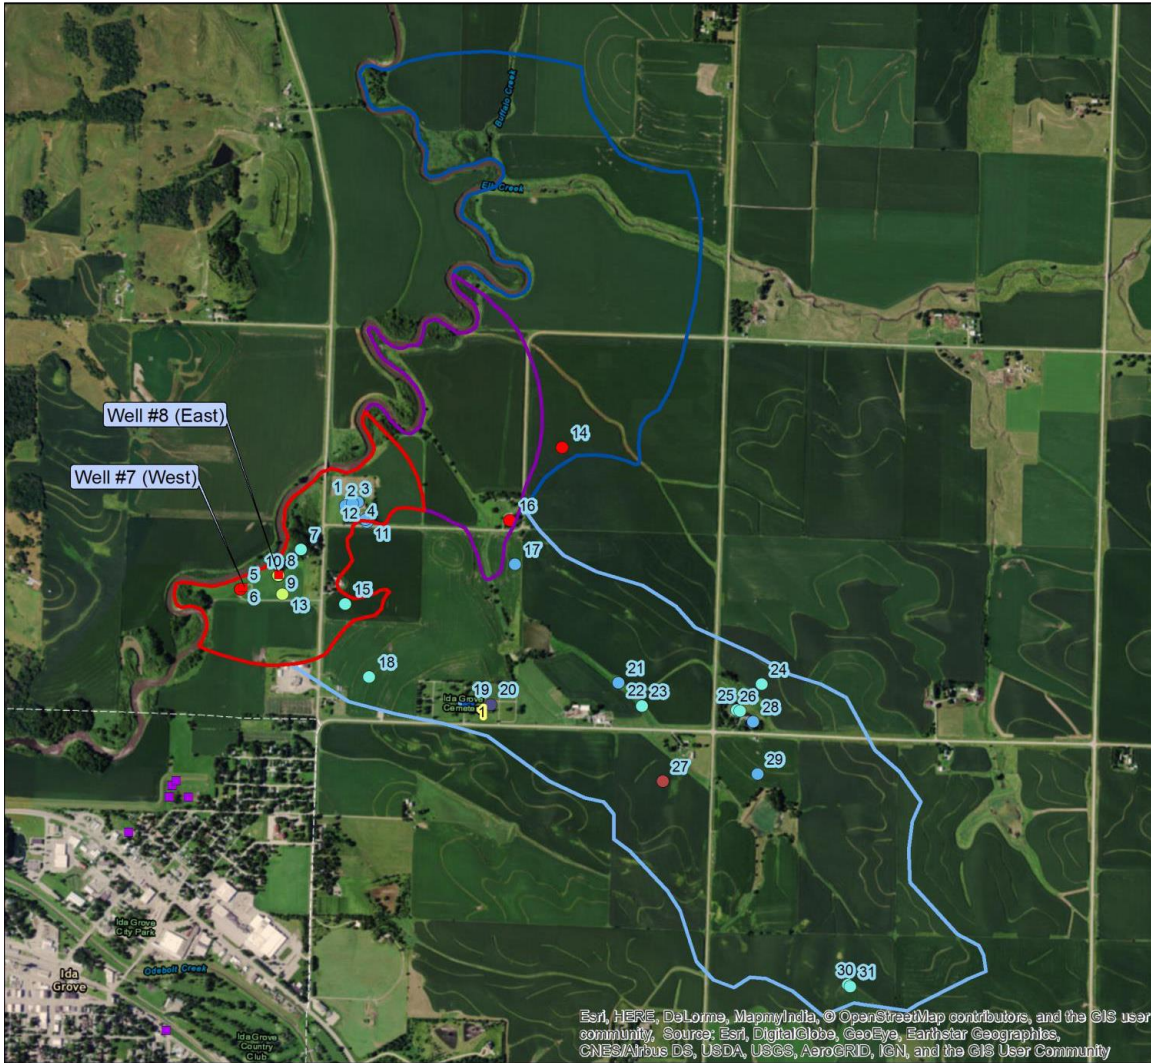 Buffalo Creek
Elk Creek
Well #8 (East)
Well #7 (West)
14
1 2 3
12 4
11
16
7
17
10 8
5
9
6
13
15
18
21
24
19 20
22 23
25 26
Ida Grove
Cemetery
1
28
27
29
Ida Grove
City Park
Odebolt Creek
Ida
Grove
30 31
Ida Grove
Country
Club
Esri, HERE, DeLorme, MapmyIndia, © OpenStreetMap contributors, and the GIS user
community, Source: Esri, DigitalGlobe, GeoEye, Earthstar Geographics,
CNES/Airbus DS, USDA, USGS, AeroGRID, IGN, and the GIS User Community